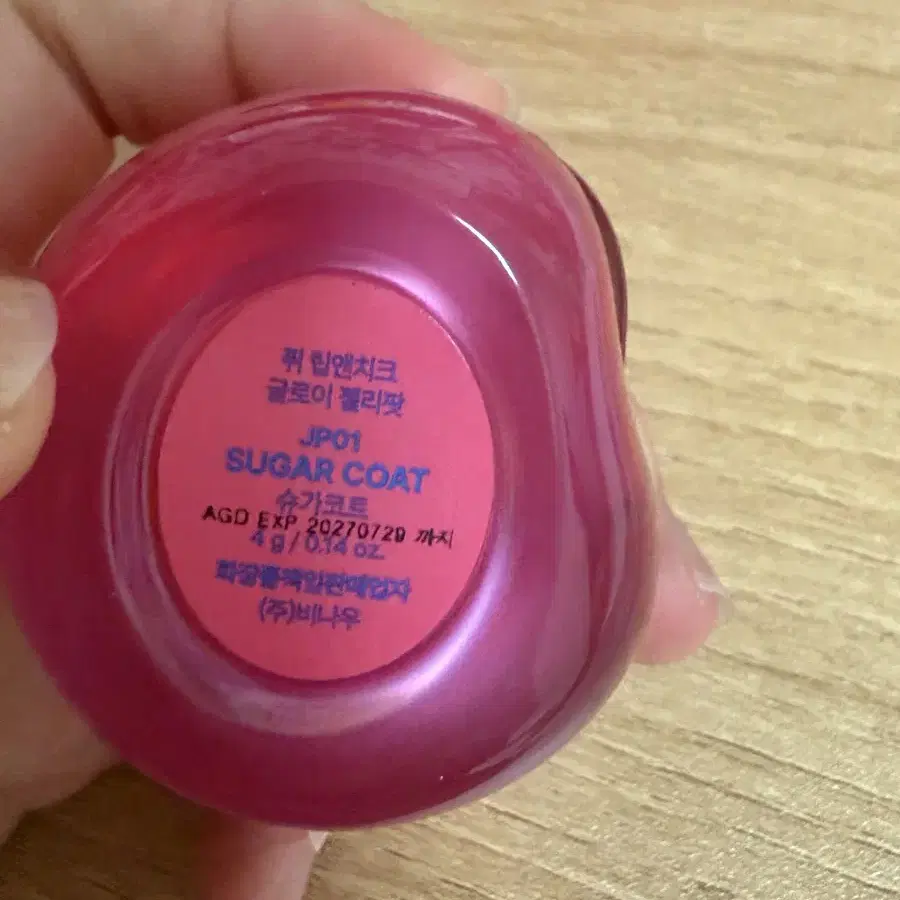 퓌 립앤치크
글로이 젤리팟
JP01
SUGAR COAT
슈가코트
AGD EXP 20270729 까지
4 g / 0.14 oz.
화장품책임판매업자
(주)비나우